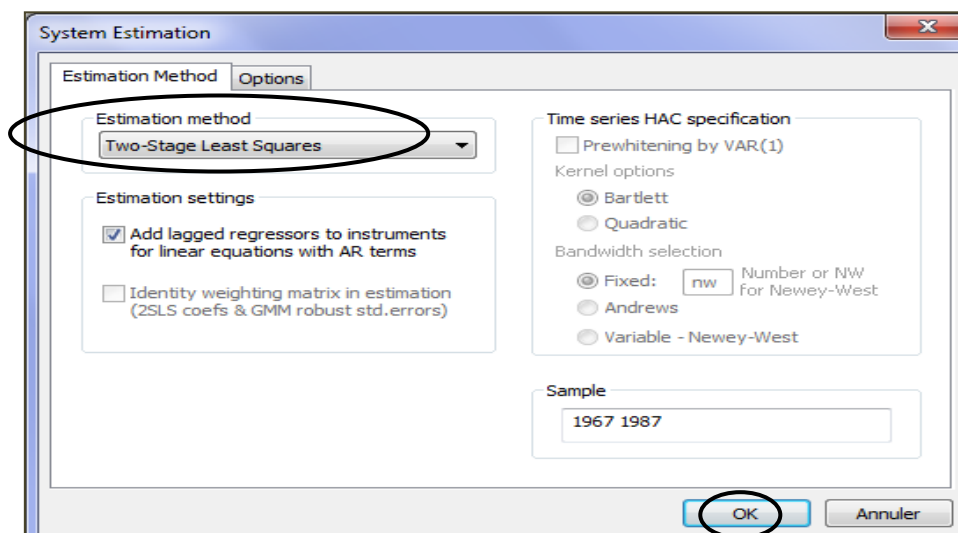 System Estimation
Estimation Method
Options
Estimation method
Two-Stage Least Squares
Estimation settings
Add lagged regressors to instruments
for linear equations with AR terms
Identity weighting matrix in estimation
(2SLS coefs & GMM robust std.errors)
Time series HAC specification
Prewhitening by VAR(1)
Kernel options
Bartlett
Quadratic
Bandwidth selection
Fixed: nw Number or NW
for Newey-West
Andrews
Variable - Newey-West
Sample
1967 1987
OK
Annuler